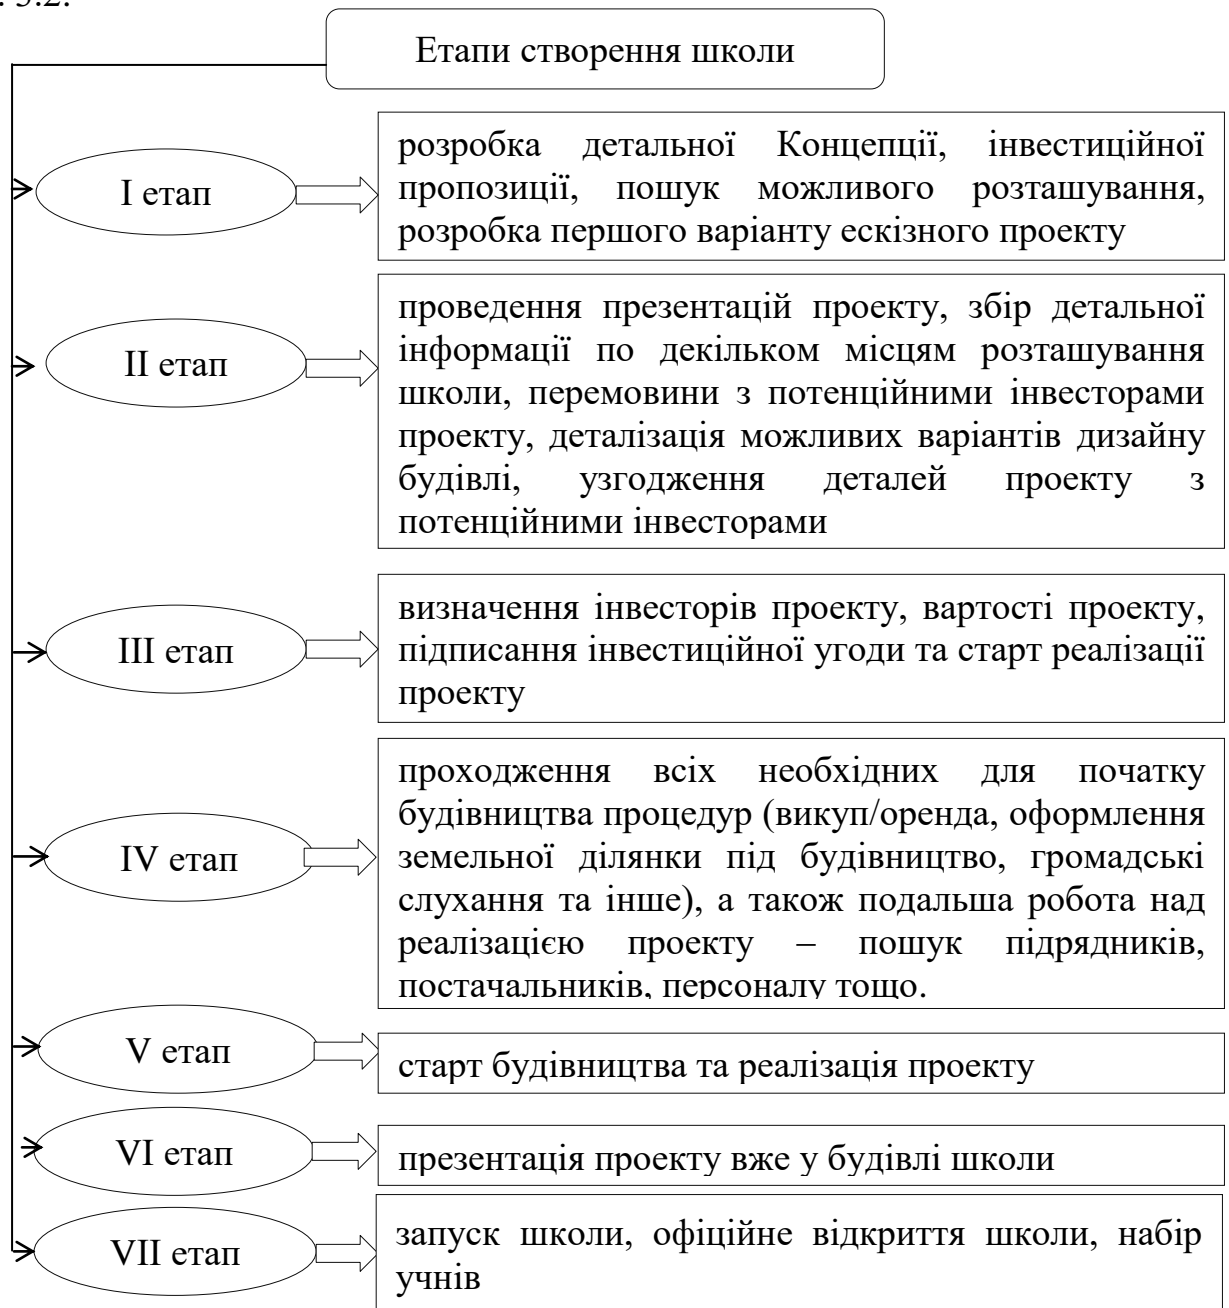 . 3.2.
Етапи створення школи
І етап
розробка детальної Концепції, інвестиційної
пропозиції, пошук можливого розташування,
розробка першого варіанту ескізного проекту
ІІ етап
проведення презентацій проекту, збір детальної
інформації по декільком місцям розташування
школи, перемовини з потенційними інвесторами
проекту, деталізація можливих варіантів дизайну
будівлі, узгодження деталей проекту з
потенційними інвесторами
ІІІ етап
визначення інвесторів проекту, вартості проекту,
підписання інвестиційної угоди та старт реалізації
проекту
IV етап
проходження всіх необхідних для початку
будівництва процедур (викуп/оренда, оформлення
земельної ділянки під будівництво, громадські
слухання та інше), а також подальша робота над
реалізацією проекту – пошук підрядників,
постачальників, персоналу тощо.
V етап
старт будівництва та реалізація проекту
VI етап
презентація проекту вже у будівлі школи
VII етап
запуск школи, офіційне відкриття школи, набір
учнів